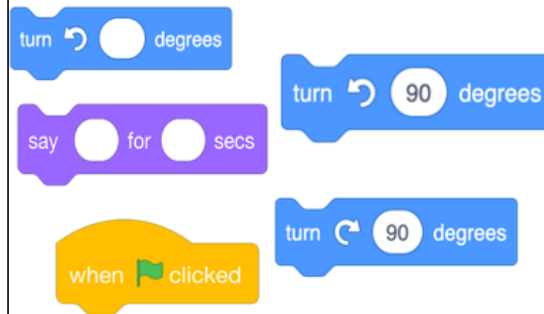 turn degrees
turn 90 degrees
say for secs
turn 90 degrees
when clicked